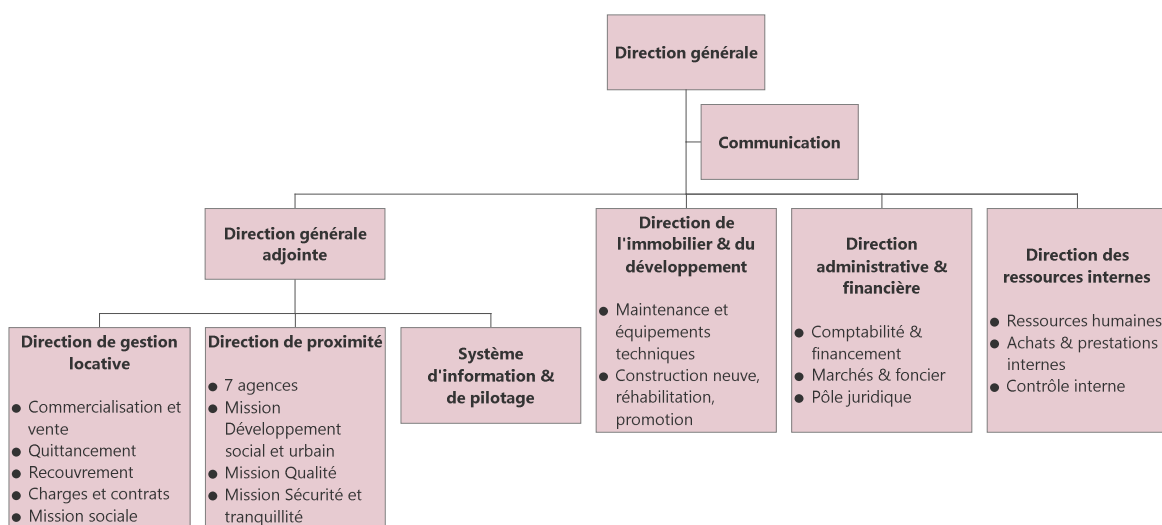 Direction générale
Communication
Direction générale
adjointe
Direction de
l'immobilier & du
développement
● Maintenance et
équipements
techniques
● Construction neuve,
réhabilitation,
promotion
Direction
administrative &
financière
● Comptabilité &
financement
● Marchés & foncier
● Pôle juridique
Direction des
ressources internes
● Ressources humaines
● Achats & prestations
internes
● Contrôle interne
Direction de gestion
locative
● Commercialisation et
vente
● Quittancement
● Recouvrement
● Charges et contrats
● Mission sociale
Direction de proximité
● 7 agences
● Mission
Développement
social et urbain
● Mission Qualité
● Mission Sécurité et
tranquillité
Système
d'information &
de pilotage